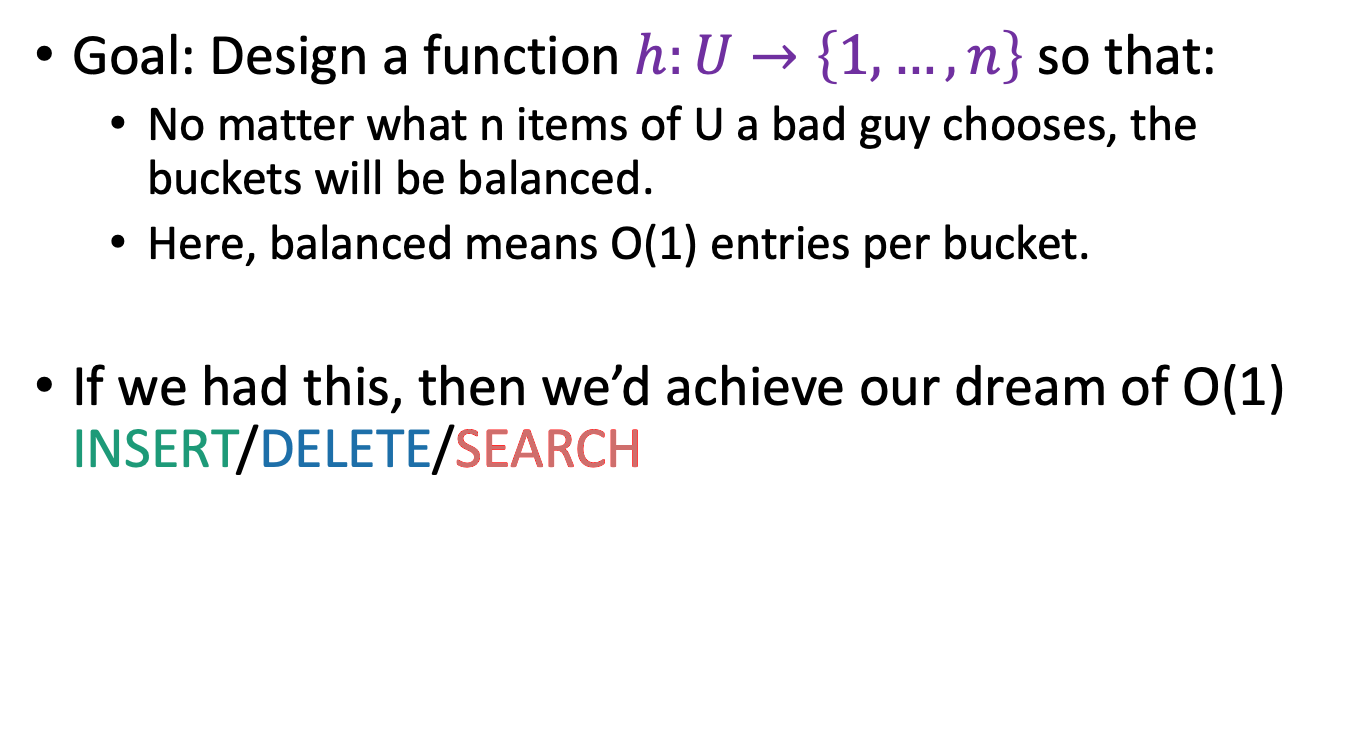 • Goal: Design a function h: U → {1, … , n} so that:
• No matter what n items of U a bad guy chooses, the
buckets will be balanced.
• Here, balanced means O(1) entries per bucket.
• If we had this, then we’d achieve our dream of O(1)
INSERT/DELETE/SEARCH